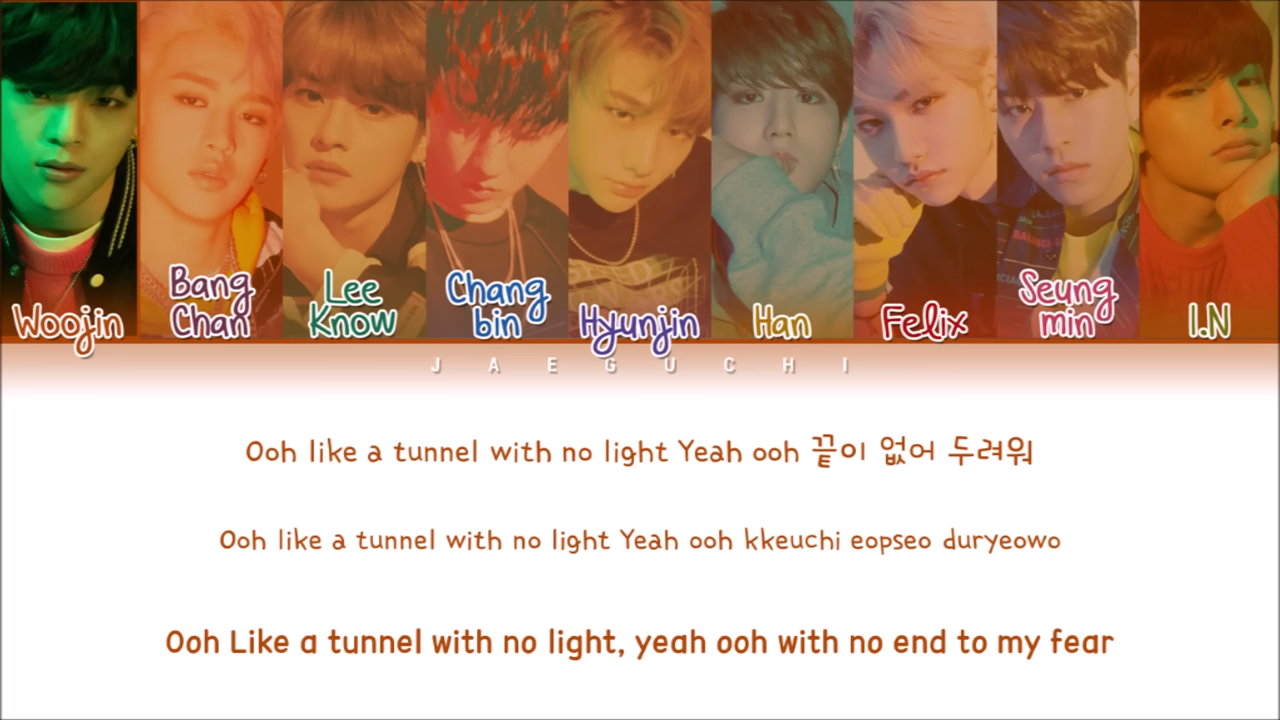 Woojin
Bang
Chan
Lee
Know
Chang
bin
Hyunjin
Han
Felix
Seung
min
I.N
JAEGUCHI
Ooh like a tunnel with no light Yeah ooh 끝이 없어 두려워
Ooh like a tunnel with no light Yeah ooh kkeuchi eopseo duryeowo
Ooh Like a tunnel with no light, yeah ooh with no end to my fear